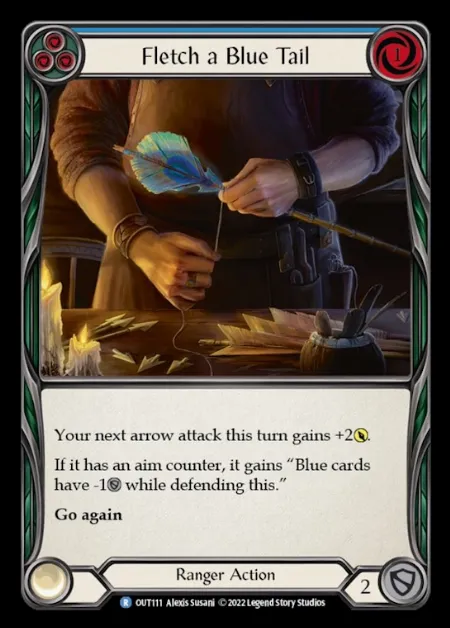 Fletch a Blue Tail
1
Your next arrow attack this turn gains +2.
If it has an aim counter, it gains “Blue cards
have -1 while defending this.”
Go again
Ranger Action
2
R OUT111 Alexis Susani ©2022 Legend Story Studios